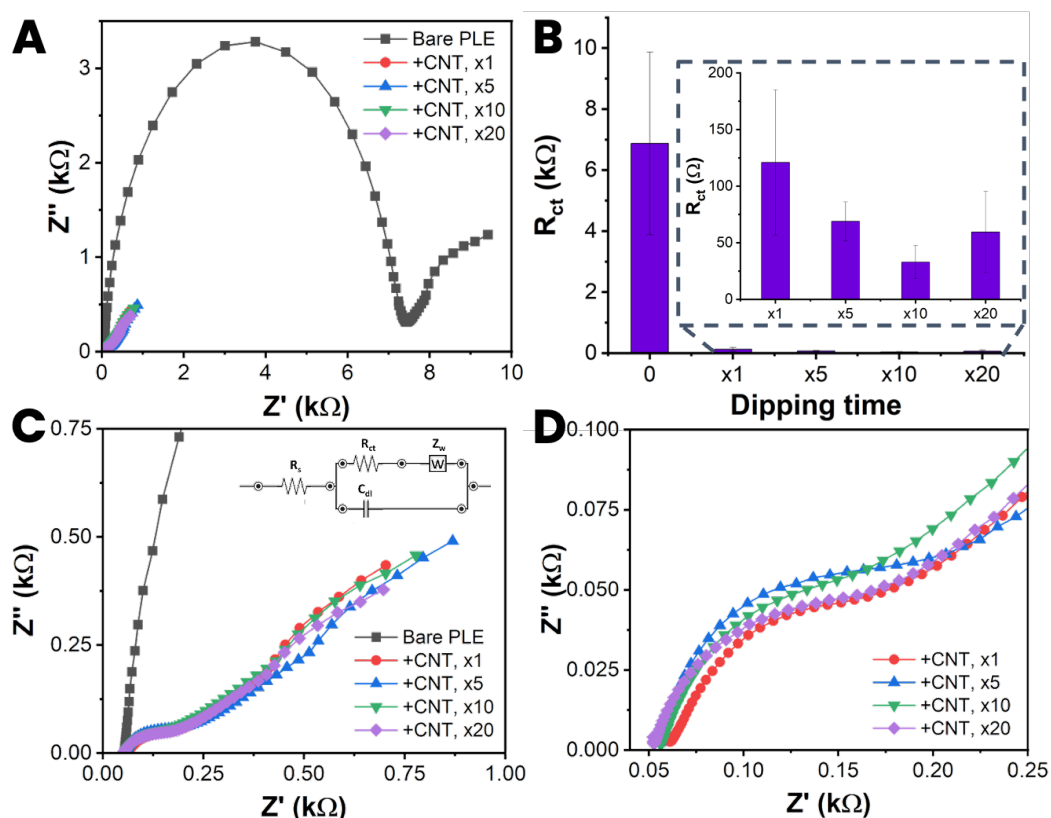 A
Z'' (kΩ)
3
2
1
0
0
2
4
6
8
10
Z' (kΩ)
Bare PLE
+CNT, x1
+CNT, x5
+CNT, x10
+CNT, x20
B
Rct (kΩ)
10
8
6
4
2
0
0
x1
x5
x10
x20
Dipping time
Rct (Ω)
200
150
100
50
0
x1
x5
x10
x20
C
Z'' (kΩ)
0.75
0.50
0.25
0.00
0.00
0.25
0.50
0.75
1.00
Z' (kΩ)
Rs
Rct
Zw
W
Cdl
Bare PLE
+CNT, x1
+CNT, x5
+CNT, x10
+CNT, x20
D
Z'' (kΩ)
0.100
0.075
0.050
0.025
0.000
0.05
0.10
0.15
0.20
0.25
Z' (kΩ)
+CNT, x1
+CNT, x5
+CNT, x10
+CNT, x20